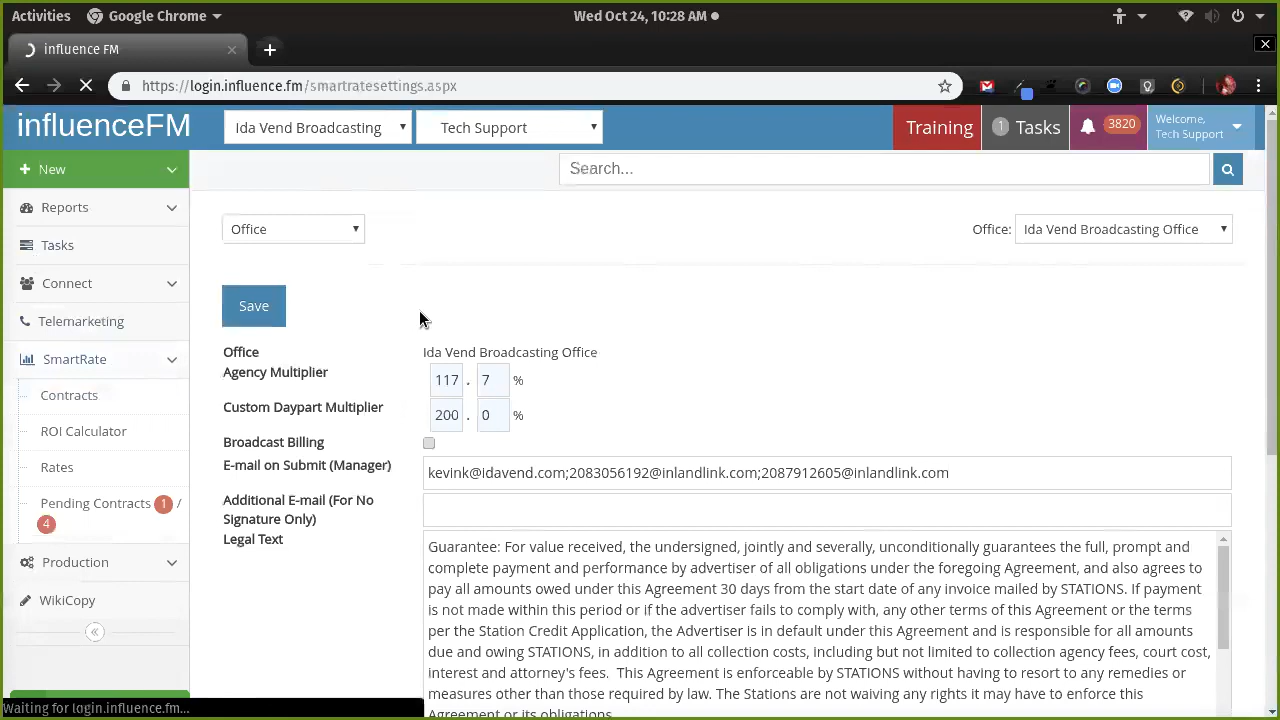 Activities Google Chrome Wed Oct 24, 10:28 AM
influence FM
https://login.influence.fm/smartratesettings.aspx
influenceFM Ida Vend Broadcasting Tech Support Training 1 Tasks 3820 Welcome, Tech Support
New Search...
Reports
Office Office: Ida Vend Broadcasting Office
Tasks
Connect
Save
Telemarketing
SmartRate
Office Ida Vend Broadcasting Office
Agency Multiplier 117 . 7 %
Contracts
Custom Daypart Multiplier 200 . 0 %
ROI Calculator
Broadcast Billing
Rates
E-mail on Submit (Manager) kevink@idavend.com;2083056192@inlandlink.com;2087912605@inlandlink.com
Pending Contracts 1 / 4
Additional E-mail (For No Signature Only)
Legal Text
Guarantee: For value received, the undersigned, jointly and severally, unconditionally guarantees the full, prompt and
complete payment and performance by advertiser of all obligations under the foregoing Agreement, and also agrees to
pay all amounts owed under this Agreement 30 days from the start date of any invoice mailed by STATIONS. If payment
is not made within this period or if the advertiser fails to comply with, any other terms of this Agreement or the terms
per the Station Credit Application, the Advertiser is in default under this Agreement and is responsible for all amounts
due and owing STATIONS, in addition to all collection costs, including but not limited to collection agency fees, court cost,
interest and attorney's fees. This Agreement is enforceable by STATIONS without having to resort to any remedies or
measures other than those required by law. The Stations are not waiving any rights it may have to enforce this
Agreement or its obligations.
Production
WikiCopy
Waiting for login.influence.fm...